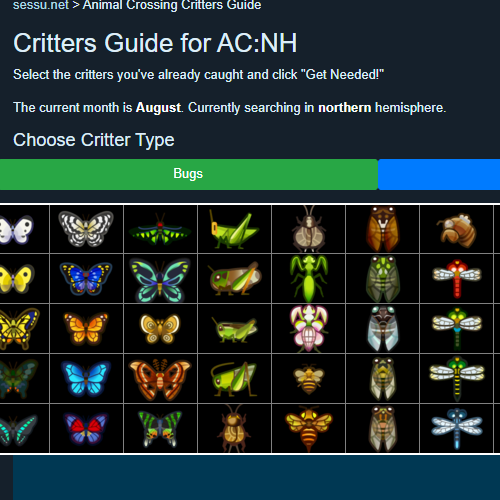 sessu.net > Animal Crossing Critters Guide
Critters Guide for AC:NH
Select the critters you've already caught and click "Get Needed!"
The current month is August. Currently searching in northern hemisphere.
Choose Critter Type
Bugs